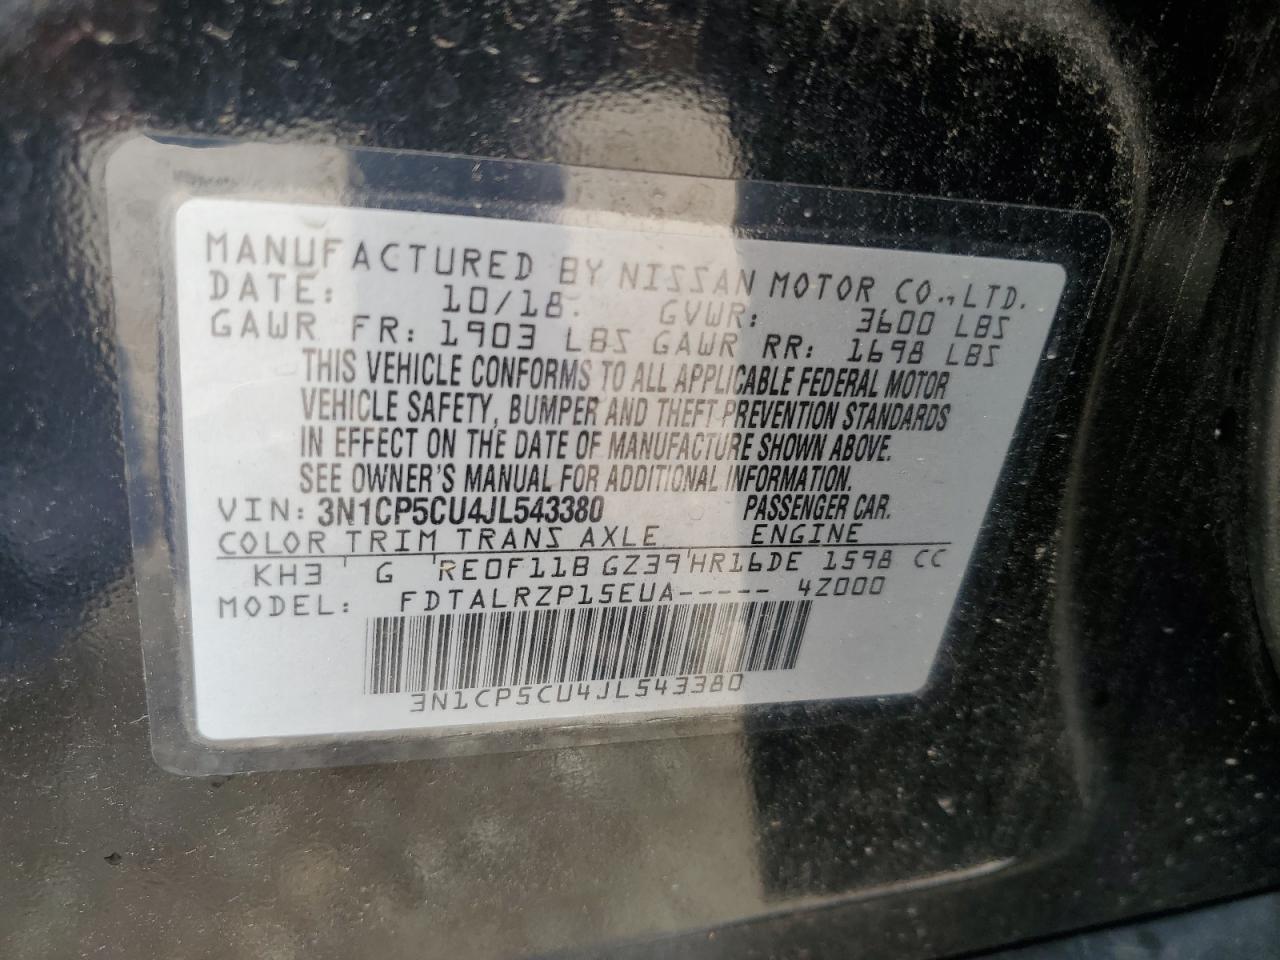 MANUFACTURED BY NISSAN MOTOR CO.,LTD.
DATE: 10/18. GVWR: 3600 LBS
GAWR FR: 1903 LBS GAWR RR: 1698 LBS
THIS VEHICLE CONFORMS TO ALL APPLICABLE FEDERAL MOTOR
VEHICLE SAFETY, BUMPER AND THEFT PREVENTION STANDARDS
IN EFFECT ON THE DATE OF MANUFACTURE SHOWN ABOVE.
SEE OWNER'S MANUAL FOR ADDITIONAL INFORMATION.
VIN: 3N1CP5CU4JL543380 PASSENGER CAR.
COLOR TRIM TRANS AXLE ENGINE
KH3 ' G ' RE0F11B GZ39'HR16DE 1598 CC
MODEL: FDTALRZP15EUA----- 4Z000
3N1CP5CU4JL543380